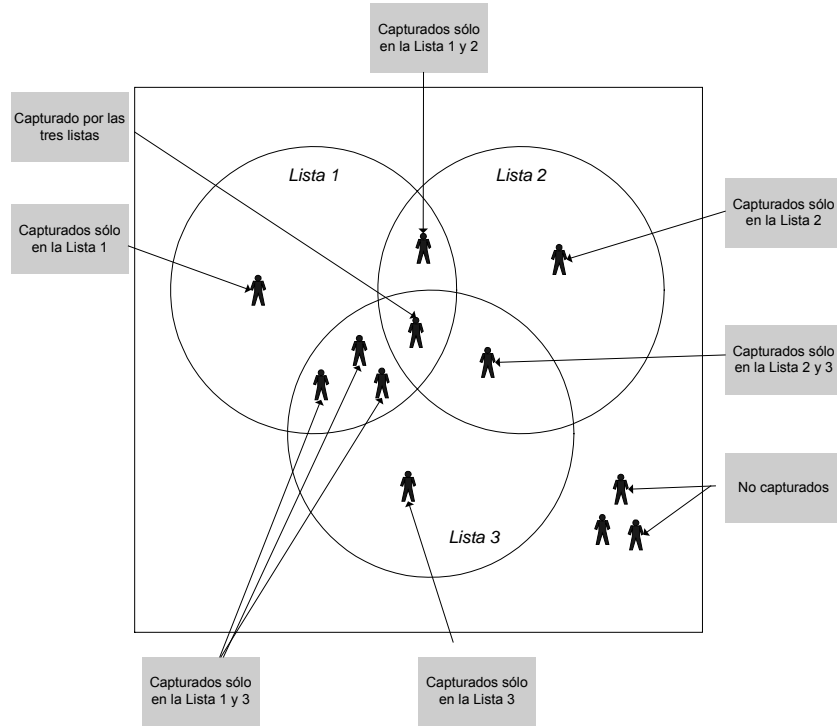 Capturados sólo
en la Lista 1 y 2
Capturado por las
tres listas
Lista 1
Lista 2
Capturados sólo
en la Lista 2
Capturados sólo
en la Lista 1
Capturados sólo
en la Lista 2 y 3
No capturados
Lista 3
Capturados sólo
en la Lista 1 y 3
Capturados sólo
en la Lista 3